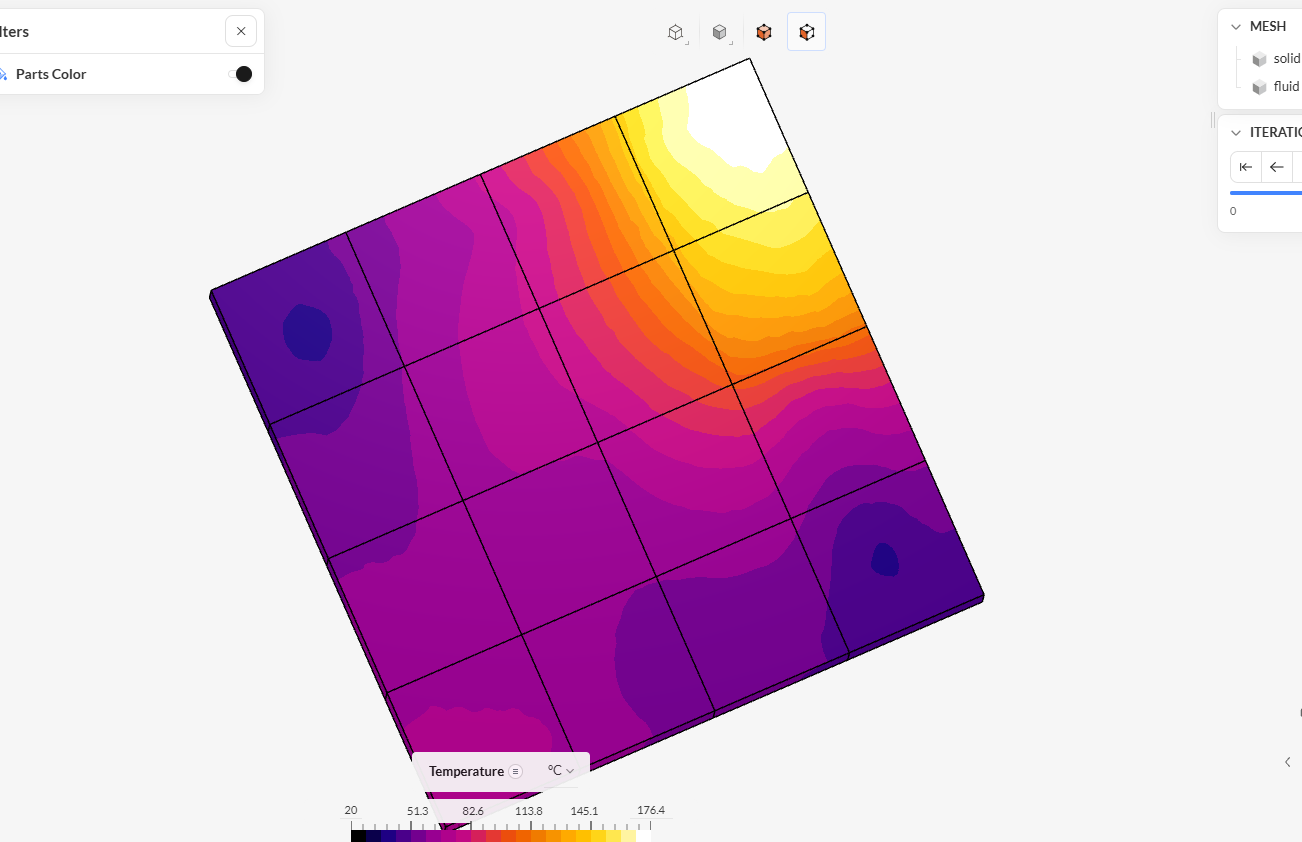 lters
Parts Color
MESH
solid
fluid
ITERATIO
0
Temperature
°C
20 51.3 82.6 113.8 145.1 176.4